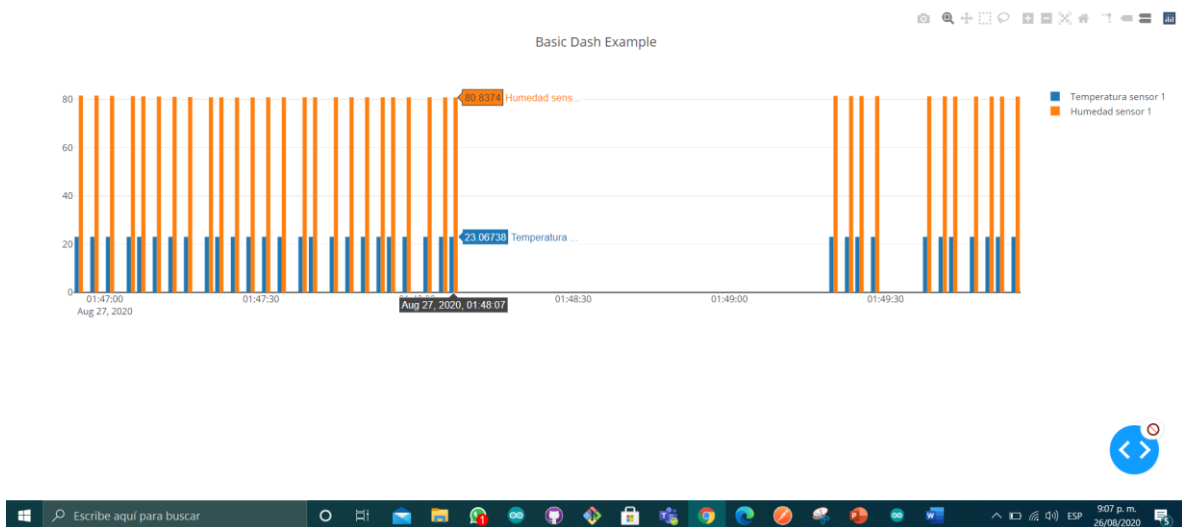 Basic Dash Example
80
60
40
20
0
80.8374 Humedad sens...
23.06738 Temperatura ...
Temperatura sensor 1
Humedad sensor 1
01:47:00
Aug 27, 2020
01:47:30
Aug 27, 2020, 01:48:07
01:48:30
01:49:00
01:49:30
Escribe aquí para buscar
1
ESP
9:07 p. m.
26/08/2020
5